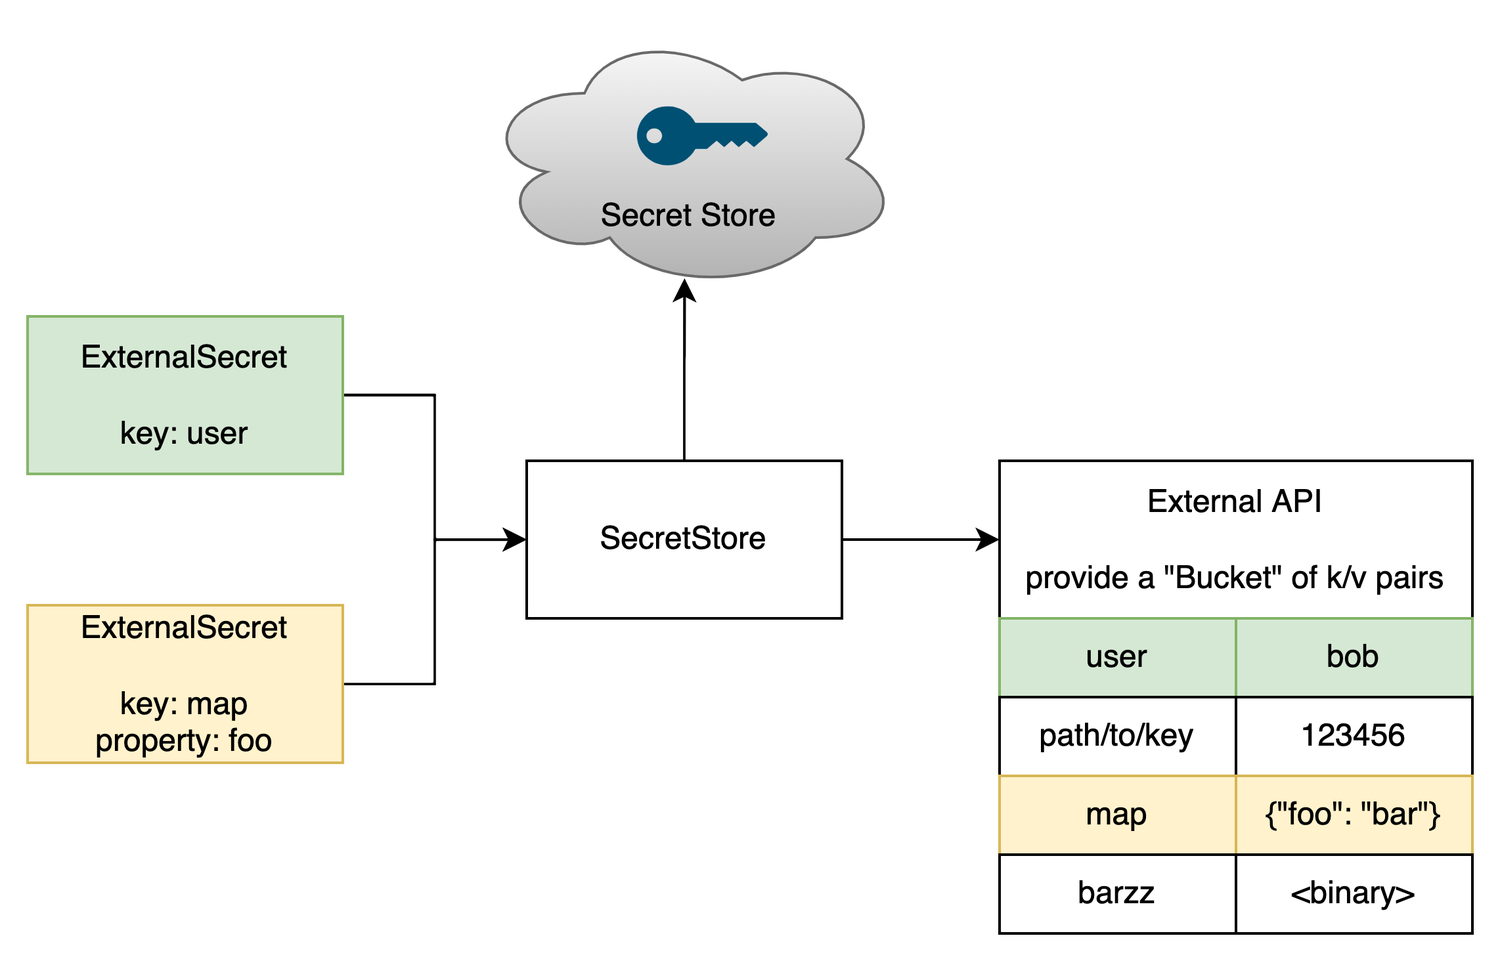 Secret Store
ExternalSecret
key: user
ExternalSecret
key: map
property: foo
SecretStore
External API
provide a "Bucket" of k/v pairs
user bob
path/to/key 123456
map {"foo": "bar"}
barzz <binary>